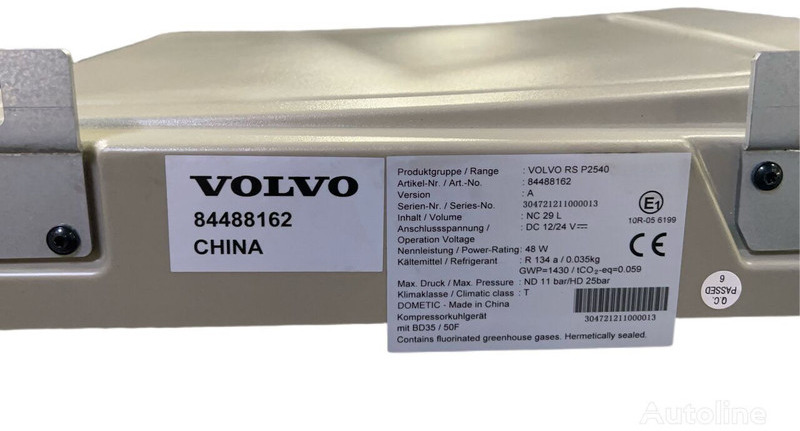 VOLVO
84488162
CHINA
Produktgruppe / Range : VOLVO RS P2540
Artikel-Nr. / Art.-No. : 84488162
Version : A
Serien-Nr. / Series-No. : 304721211000013
Inhalt / Volume : NC 29 L
Anschlussspannung / : DC 12/24 V ⎓
Operation Voltage
Nennleistung / Power-Rating: 48 W
Kältemittel / Refrigerant : R 134 a / 0.035kg
GWP=1430 / tCO₂-eq=0.059
Max. Druck / Max. Pressure : ND 11 bar/HD 25bar
Klimaklasse / Climatic class : T
DOMETIC - Made in China
Kompressorkuhlgerät
mit BD35 / 50F
304721211000013
Contains fluorinated greenhouse gases. Hermetically sealed.
E1
10R-05 6199
CE
Q.C.
PASSED
6
Autoline